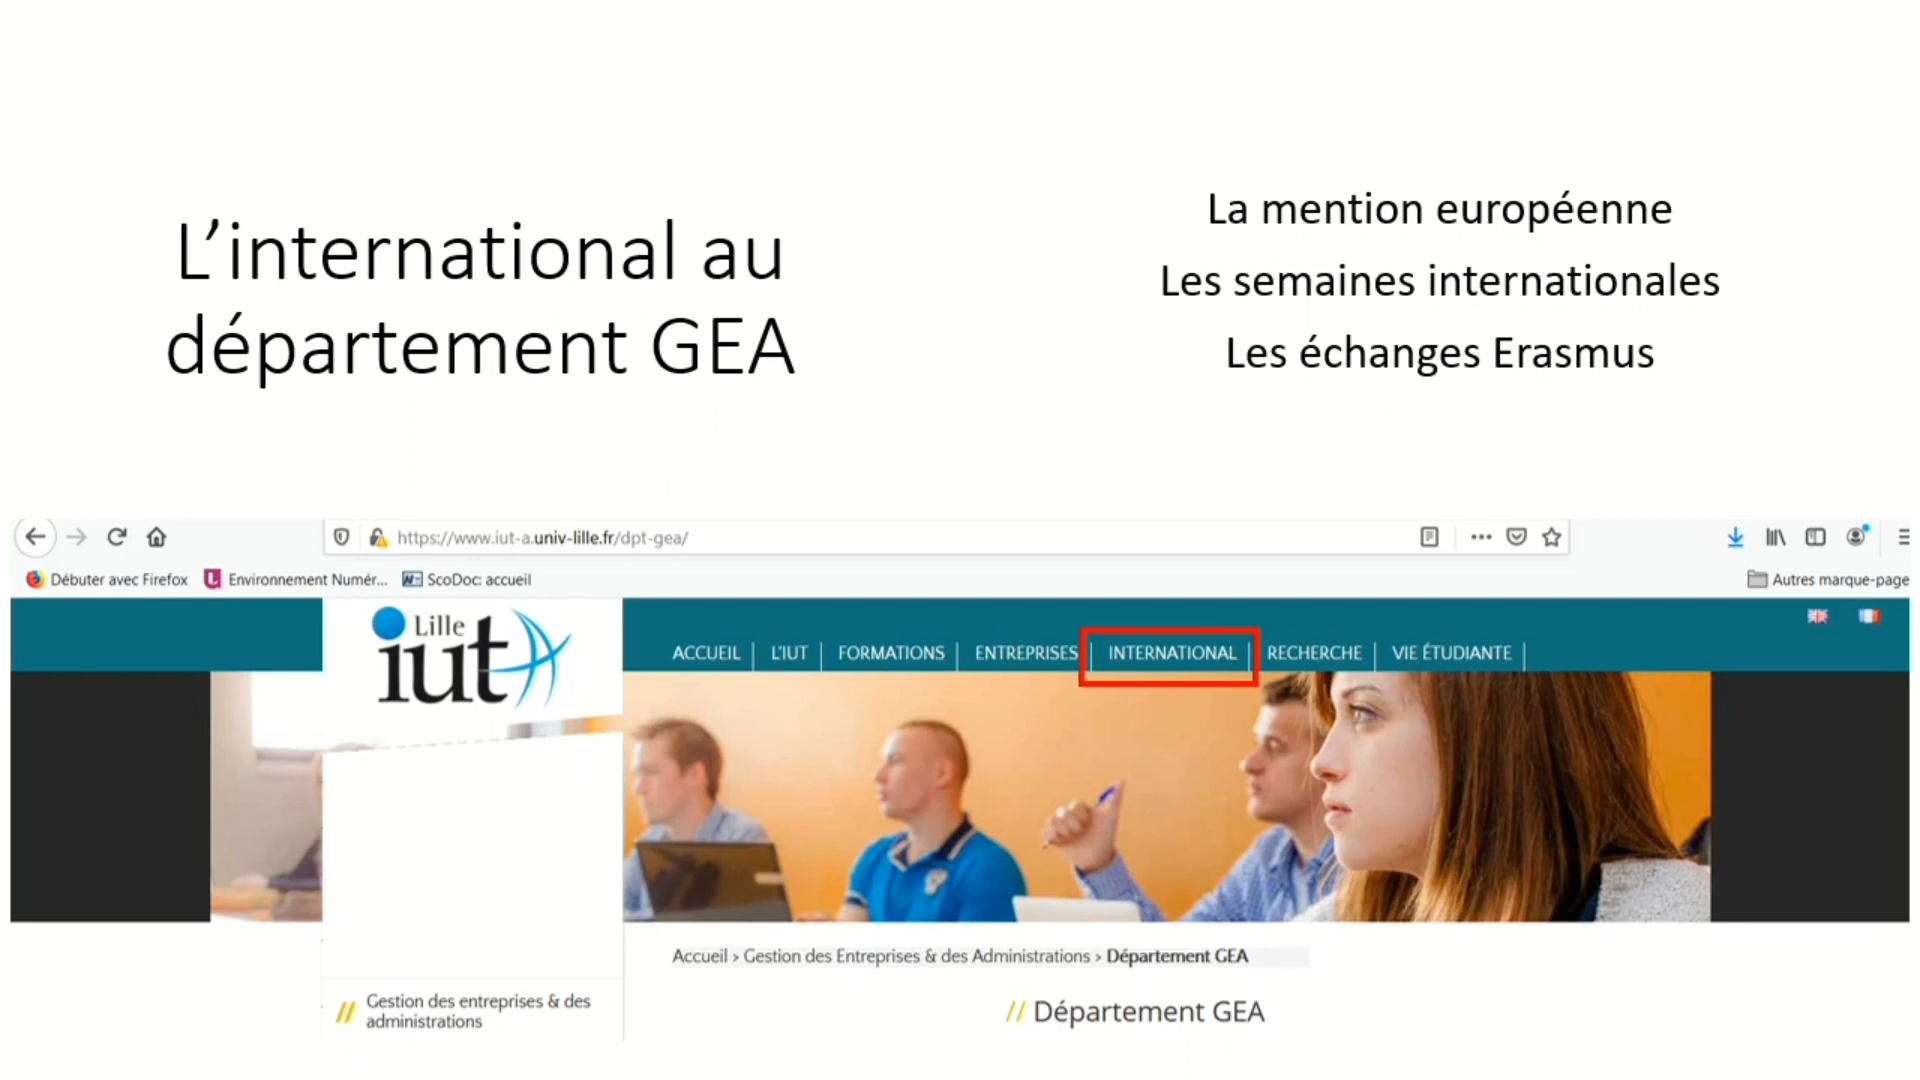 L’international au
département GEA
La mention européenne
Les semaines internationales
Les échanges Erasmus
https://www.iut-a.univ-lille.fr/dpt-gea/
Débuter avec Firefox
Environnement Numér...
ScoDoc: accueil
Autres marque-page
Lille
iut A
ACCUEIL
L'IUT
FORMATIONS
ENTREPRISES
INTERNATIONAL
RECHERCHE
VIE ÉTUDIANTE
Accueil › Gestion des Entreprises & des Administrations › Département GEA
// Gestion des entreprises & des
administrations
// Département GEA